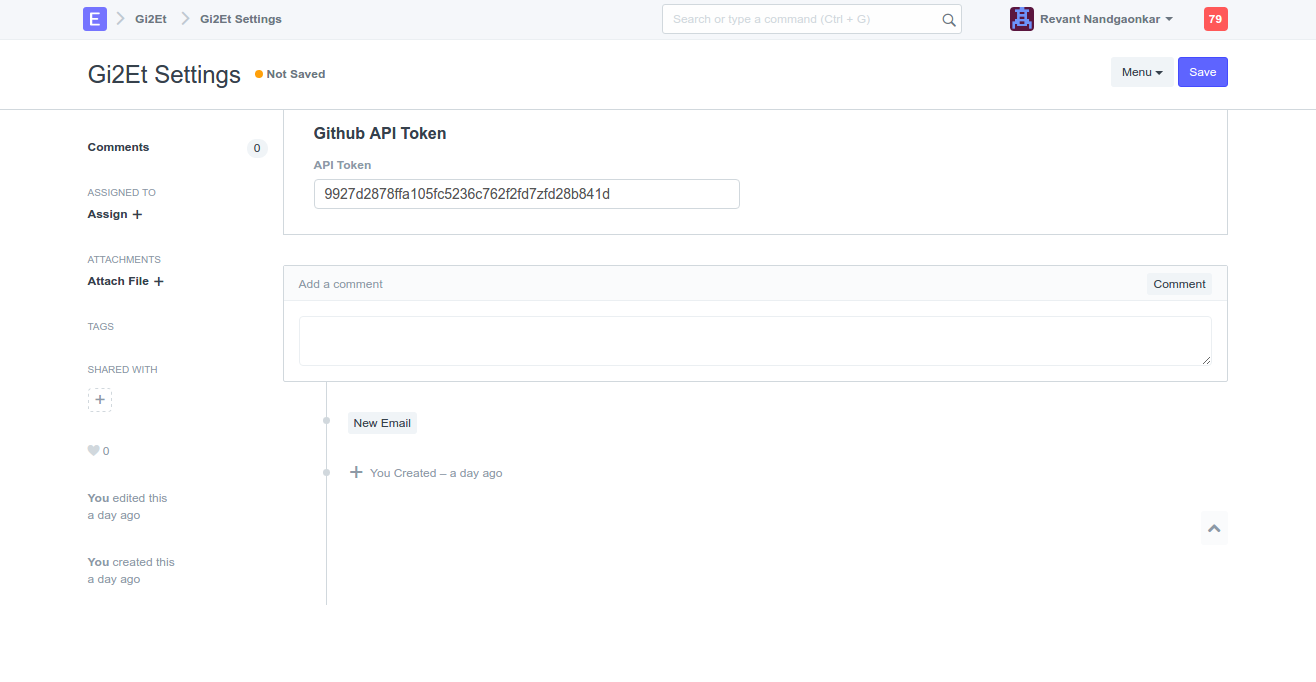 E Gi2Et Gi2Et Settings Search or type a command (Ctrl + G) Revant Nandgaonkar 79
Gi2Et Settings Not Saved Menu Save
Comments 0
ASSIGNED TO
Assign +
ATTACHMENTS
Attach File +
TAGS
SHARED WITH
+
0
You edited this
a day ago
You created this
a day ago
Github API Token
API Token
9927d2878ffa105fc5236c762f2fd7zfd28b841d
Add a comment Comment
New Email
+ You Created – a day ago